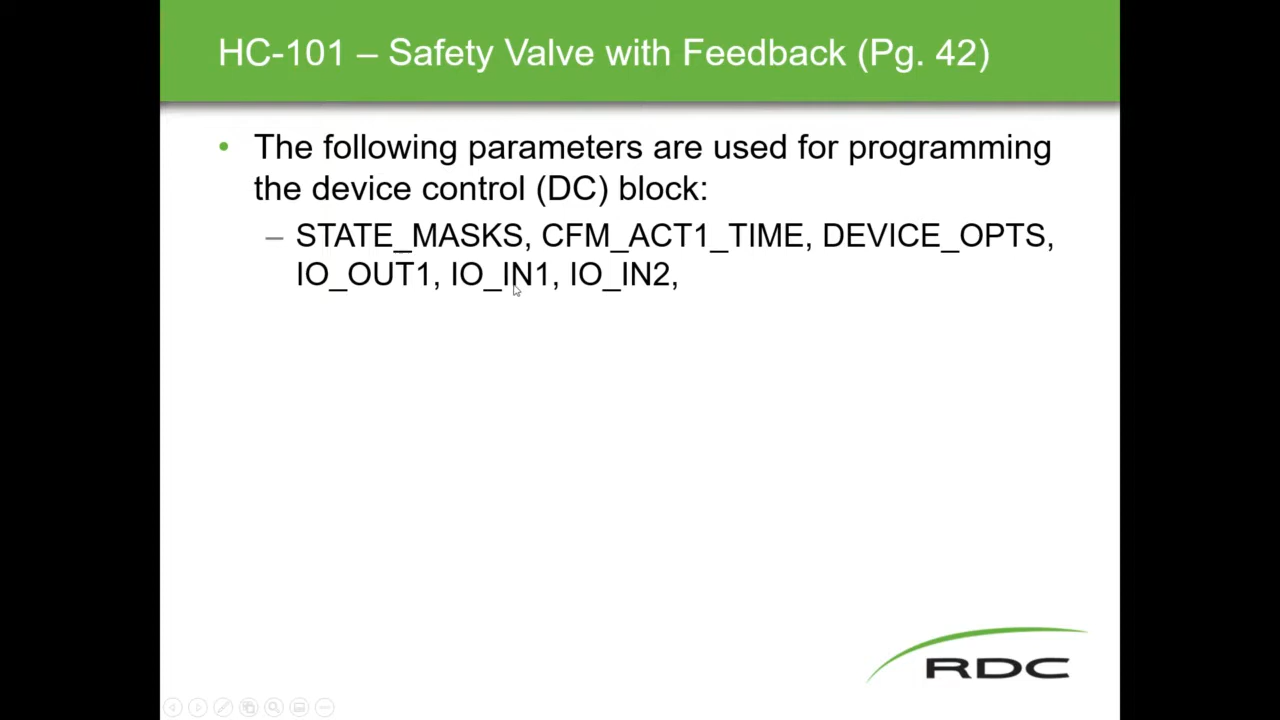 HC-101 – Safety Valve with Feedback (Pg. 42)
• The following parameters are used for programming
the device control (DC) block:
– STATE_MASKS, CFM_ACT1_TIME, DEVICE_OPTS,
IO_OUT1, IO_IN1, IO_IN2,
RDC